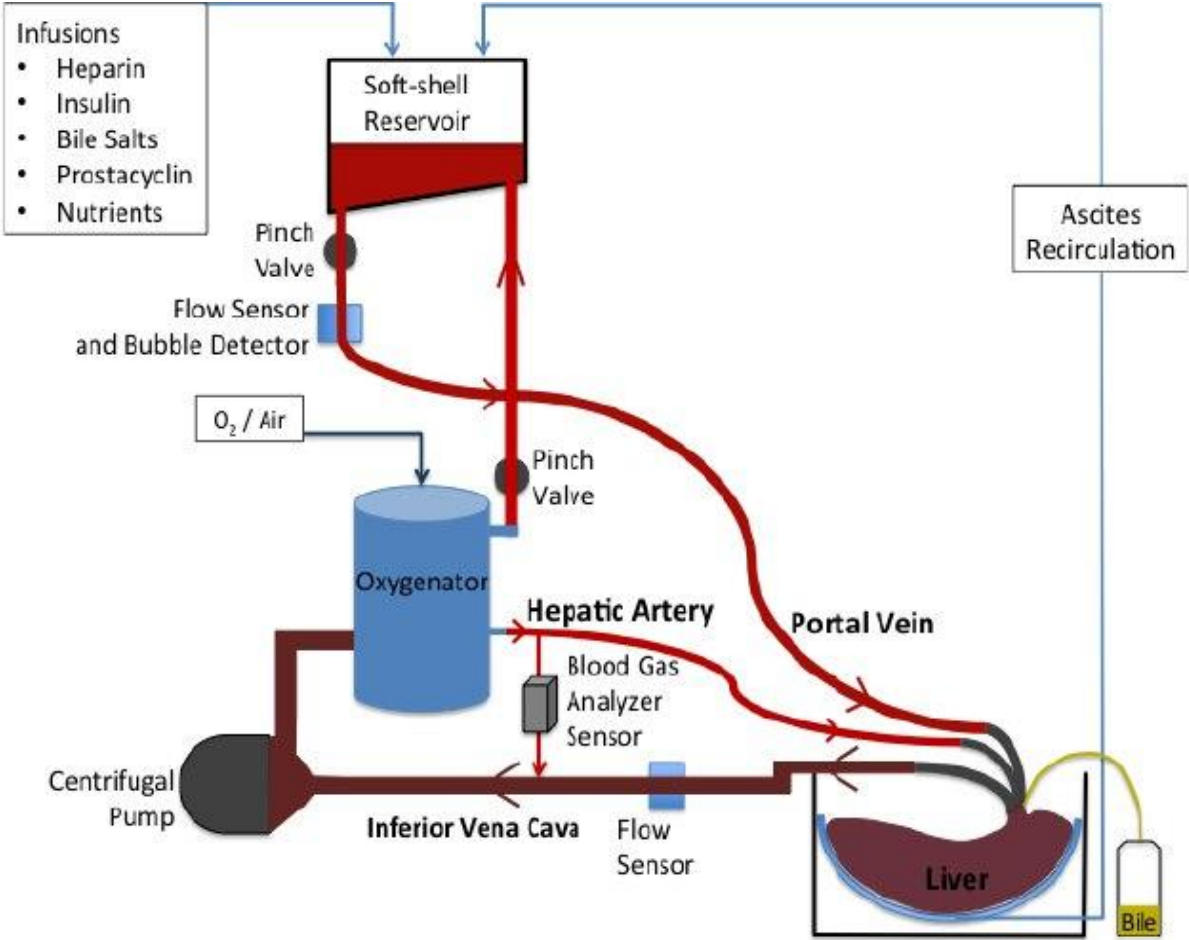 Infusions
• Heparin
• Insulin
• Bile Salts
• Prostacyclin
• Nutrients
Soft-shell
Reservoir
Ascites
Recirculation
Pinch
Valve
Flow Sensor
and Bubble Detector
O₂ / Air
Pinch
Valve
Oxygenator
Hepatic Artery
Portal Vein
Blood Gas
Analyzer
Sensor
Centrifugal
Pump
Inferior Vena Cava
Flow
Sensor
Liver
Bile